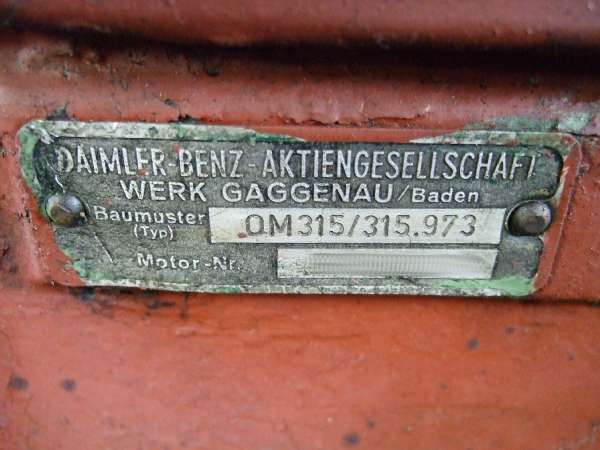 DAIMLER-BENZ-AKTIENGESELLSCHAFT
WERK GAGGENAU/Baden
Baumuster OM315/315.973
(Typ)
Motor-Nr.